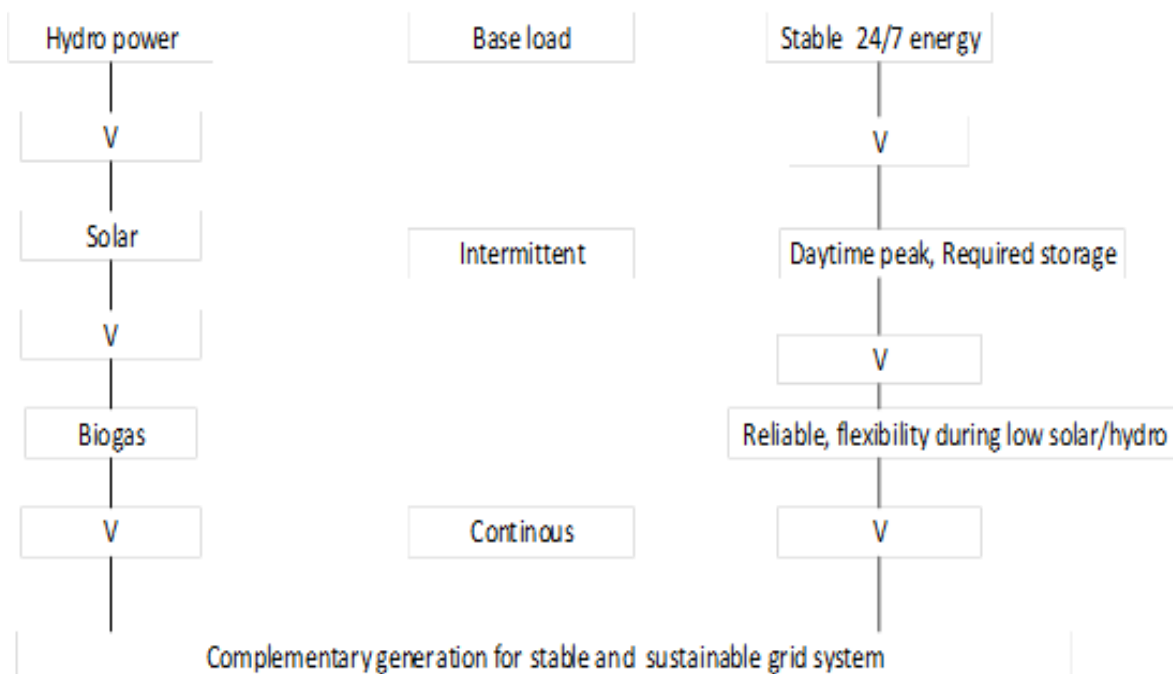 Hydro power
Base load
Stable 24/7 energy
V
V
Solar
Intermittent
Daytime peak, Required storage
V
V
Biogas
Reliable, flexibility during low solar/hydro
V
Continous
V
Complementary generation for stable and sustainable grid system